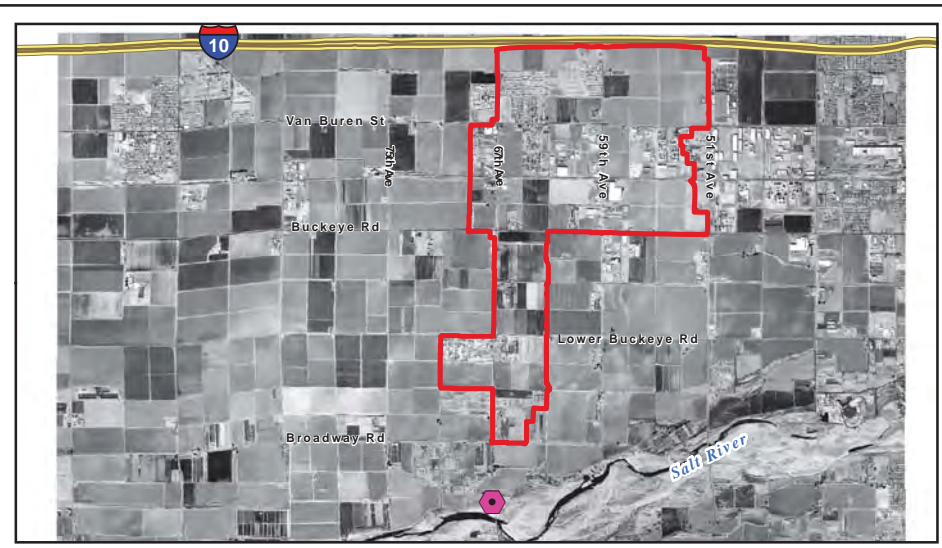 10
Van Buren St
75th Ave
67th Ave
59th Ave
51st Ave
Buckeye Rd
Lower Buckeye Rd
Broadway Rd
Salt River